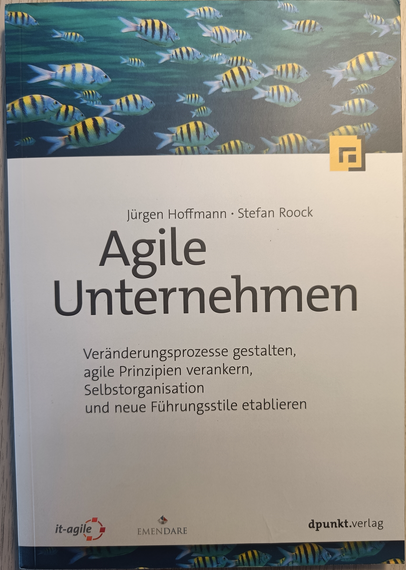 Jürgen Hoffmann · Stefan Roock
Agile
Unternehmen
Veränderungsprozesse gestalten,
agile Prinzipien verankern,
Selbstorganisation
und neue Führungsstile etablieren
it-agile
EMENDARE
dpunkt.verlag